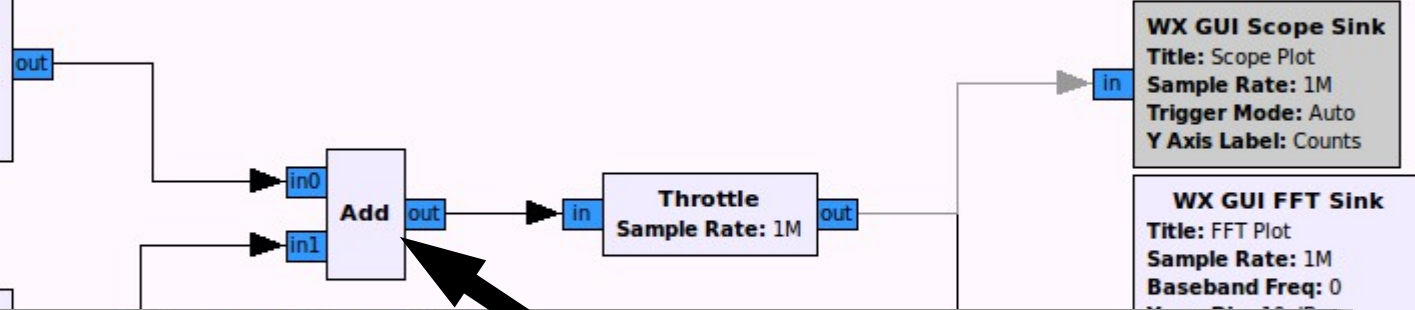 out
in0
in1
Add
out
in
Throttle
Sample Rate: 1M
out
in
WX GUI Scope Sink
Title: Scope Plot
Sample Rate: 1M
Trigger Mode: Auto
Y Axis Label: Counts
WX GUI FFT Sink
Title: FFT Plot
Sample Rate: 1M
Baseband Freq: 0